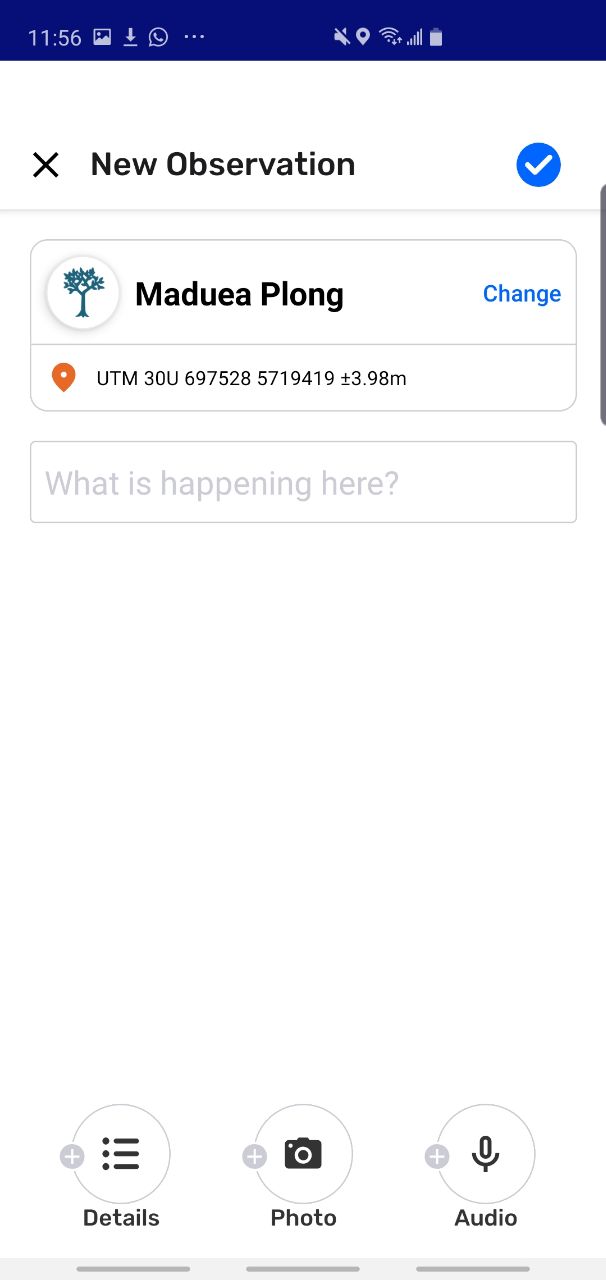 11:56
New Observation
Maduea Plong
Change
UTM 30U 697528 5719419 ±3.98m
What is happening here?
Details
Photo
Audio